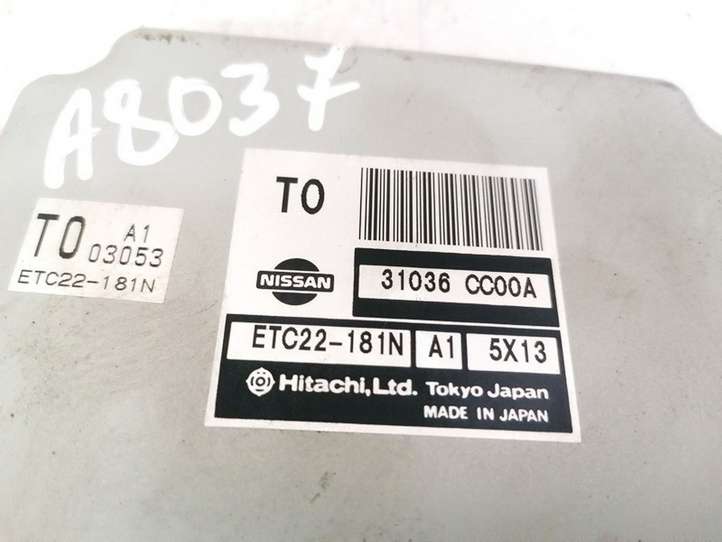 A8037
TO A1
03053
ETC22-181N
TO
NISSAN
31036 CC00A
ETC22-181N A1 5X13
Hitachi,Ltd. Tokyo Japan
MADE IN JAPAN